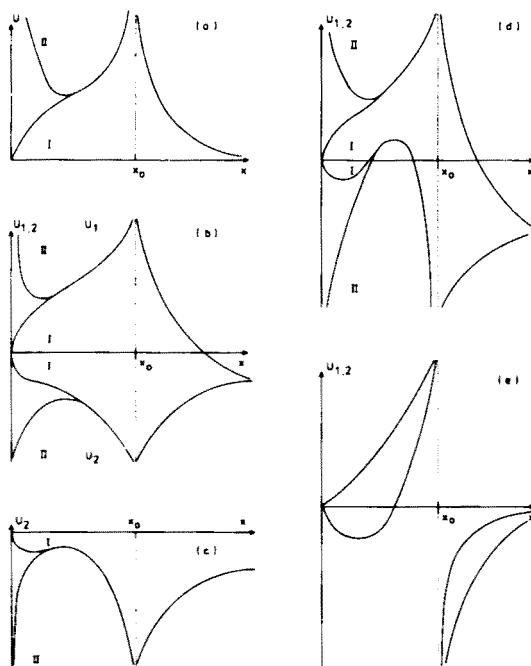 U
II
(a)
I
x₀
x
U₁,₂
U₁
(b)
II
I
I
x₀
x
II
U₂
U₂
x₀
x
I
(c)
II
U₁,₂
(d)
II
I
I
x₀
x
II
U₁,₂
(e)
x₀